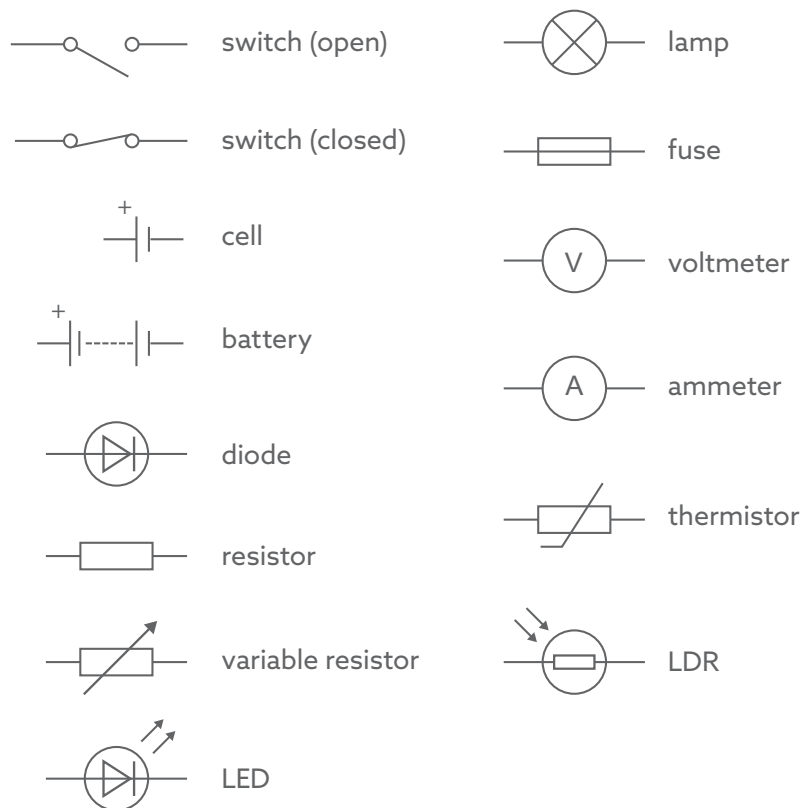 switch (open)
switch (closed)
+
cell
+
battery
diode
resistor
variable resistor
LED
lamp
fuse
V
voltmeter
A
ammeter
thermistor
LDR